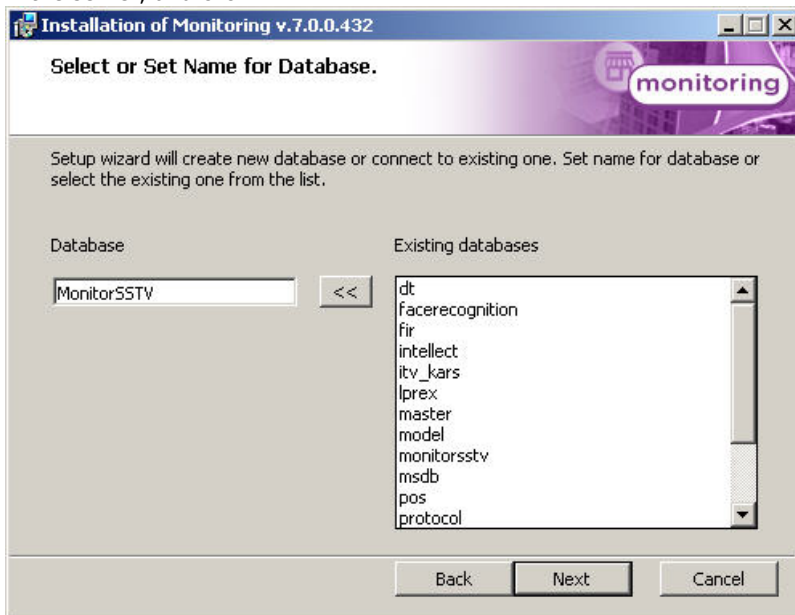 Installation of Monitoring v.7.0.0.432
Select or Set Name for Database.
monitoring
Setup wizard will create new database or connect to existing one. Set name for database or
select the existing one from the list.
Database
Existing databases
MonitorSSTV
<<
dt
facerecognition
fir
intellect
itv_kars
lprex
master
model
monitorsstv
msdb
pos
protocol
Back
Next
Cancel